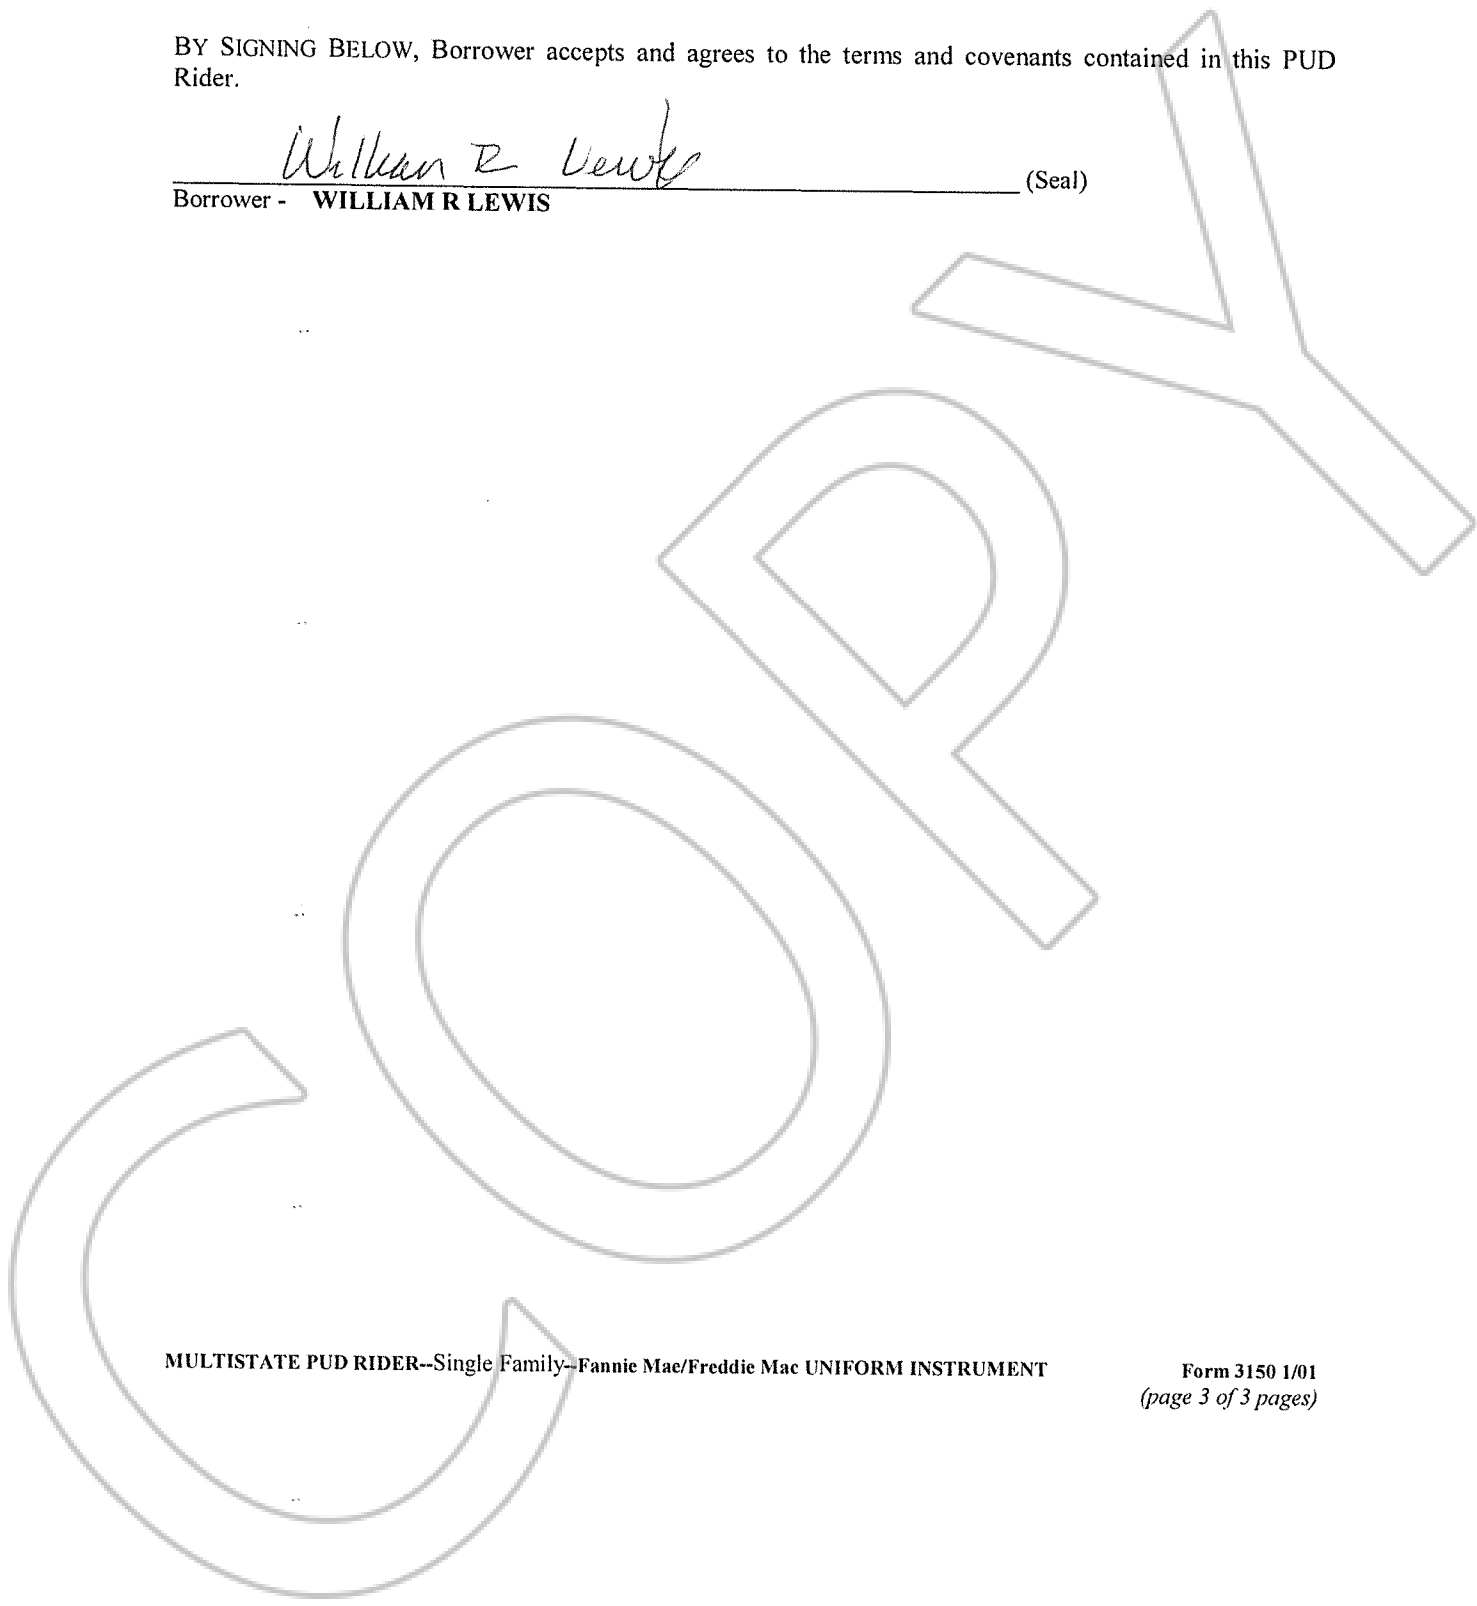 BY SIGNING BELOW, Borrower accepts and agrees to the terms and covenants contained in this PUD
Rider.
William R Lewis
(Seal)
Borrower - WILLIAM R LEWIS
COPY
MULTISTATE PUD RIDER--Single Family--Fannie Mae/Freddie Mac UNIFORM INSTRUMENT
Form 3150 1/01
(page 3 of 3 pages)